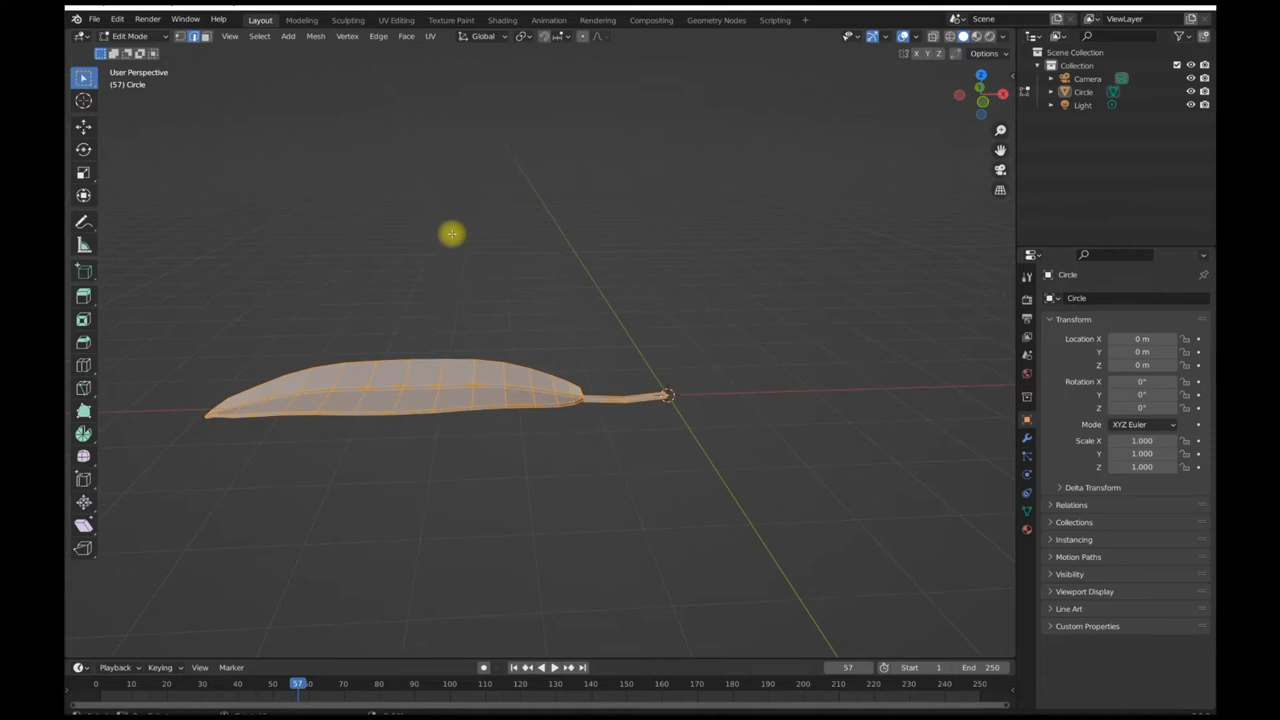 File Edit Render Window Help Layout Modeling Sculpting UV Editing Texture Paint Shading Animation Rendering Compositing Geometry Nodes Scripting + Scene ViewLayer
Edit Mode View Select Add Mesh Vertex Edge Face UV Global
X Y Z Options
User Perspective
(57) Circle
Z
Y
X
Scene Collection
Collection
Camera
Circle
Light
Circle
Circle
Transform
Location X 0 m
Y 0 m
Z 0 m
Rotation X 0°
Y 0°
Z 0°
Mode XYZ Euler
Scale X 1.000
Y 1.000
Z 1.000
Delta Transform
Relations
Collections
Instancing
Motion Paths
Visibility
Viewport Display
Line Art
Custom Properties
Playback Keying View Marker 57 Start 1 End 250
0 10 20 30 40 50 57 60 70 80 90 100 110 120 130 140 150 160 170 180 190 200 210 220 230 240 250